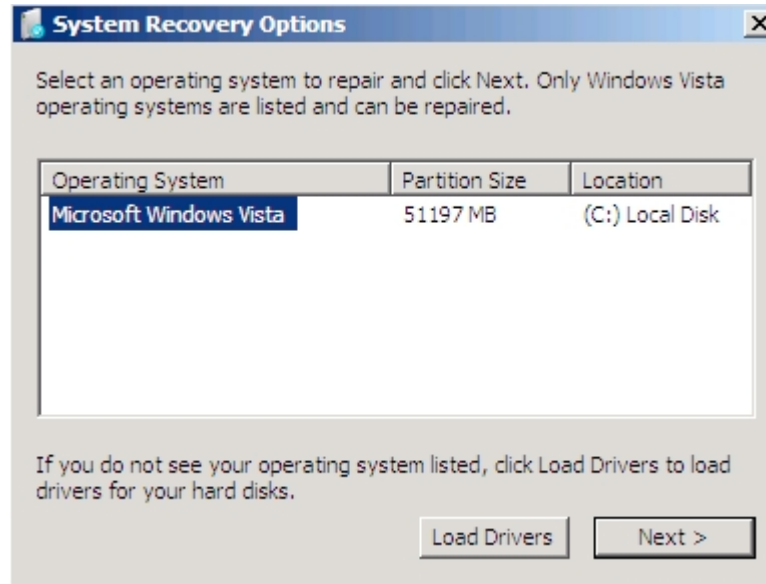 System Recovery Options
Select an operating system to repair and click Next. Only Windows Vista
operating systems are listed and can be repaired.
Operating System Partition Size Location
Microsoft Windows Vista 51197 MB (C:) Local Disk
If you do not see your operating system listed, click Load Drivers to load
drivers for your hard disks.
Load Drivers Next >